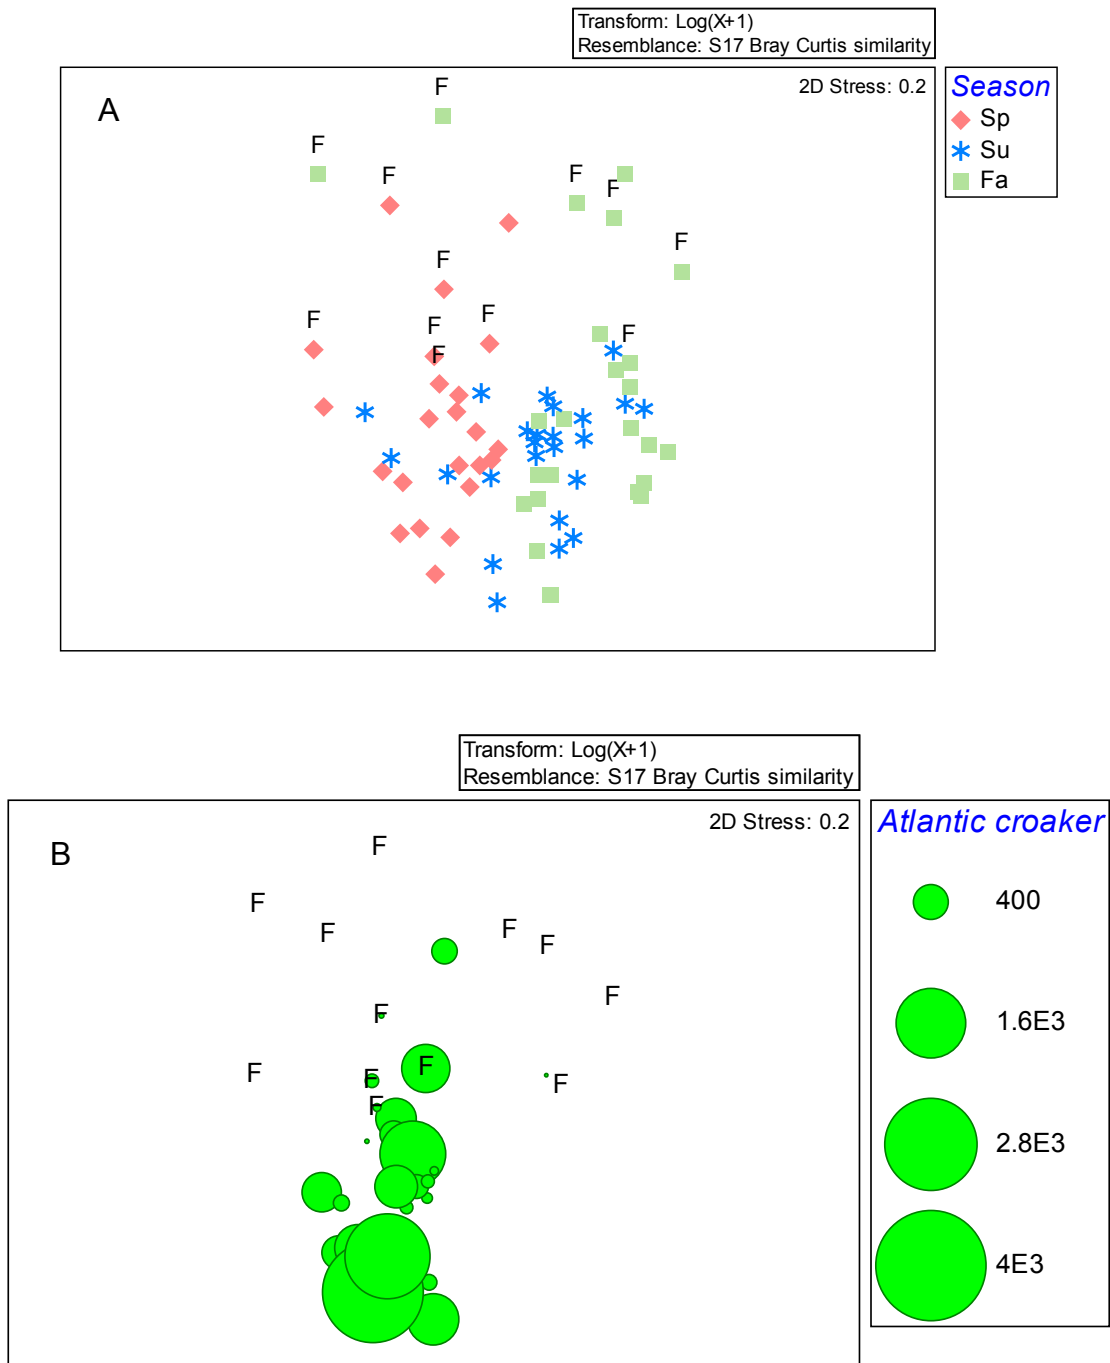 Transform: Log(X+1)
Resemblance: S17 Bray Curtis similarity
A
2D Stress: 0.2
Season
Sp
Su
Fa
F
F
F
F
F
F
F
F
F
F
F
F
F
Transform: Log(X+1)
Resemblance: S17 Bray Curtis similarity
B
2D Stress: 0.2
Atlantic croaker
400
1.6E3
2.8E3
4E3
F
F
F
F
F
F
F
F
F
F
F
F